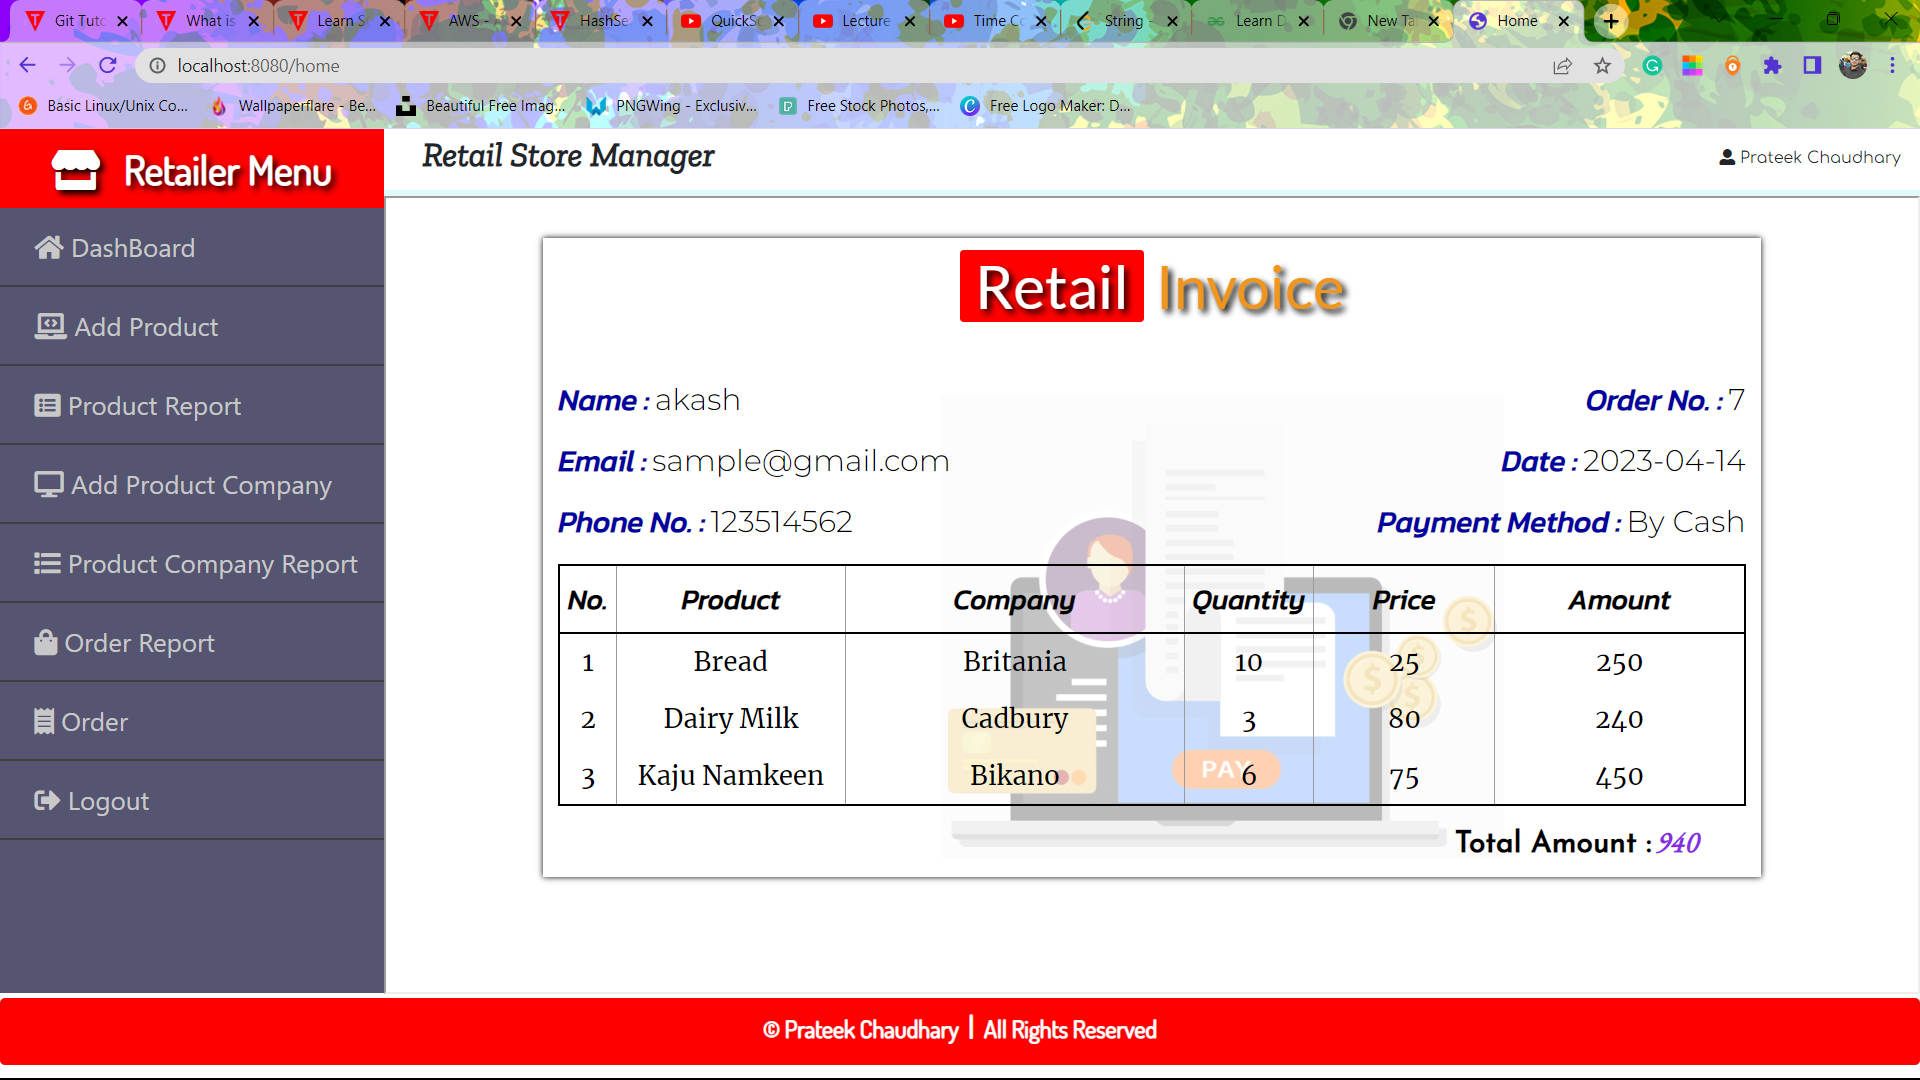 Git Tuto
What is
Learn S
AWS -
HashSe
QuickSo
Lecture
Time Co
String -
Learn D
New Ta
Home
localhost:8080/home
Basic Linux/Unix Co...
Wallpaperflare - Be...
Beautiful Free Imag...
PNGWing - Exclusiv...
Free Stock Photos,...
Free Logo Maker: D...
Retailer Menu
Retail Store Manager
Prateek Chaudhary
DashBoard
Add Product
Product Report
Add Product Company
Product Company Report
Order Report
Order
Logout
Retail Invoice
Name : akash
Order No. : 7
Email : sample@gmail.com
Date : 2023-04-14
Phone No. : 123514562
Payment Method : By Cash
No. Product Company Quantity Price Amount
1 Bread Britania 10 25 250
2 Dairy Milk Cadbury 3 80 240
3 Kaju Namkeen Bikano 6 75 450
PAY
Total Amount : 940
© Prateek Chaudhary | All Rights Reserved